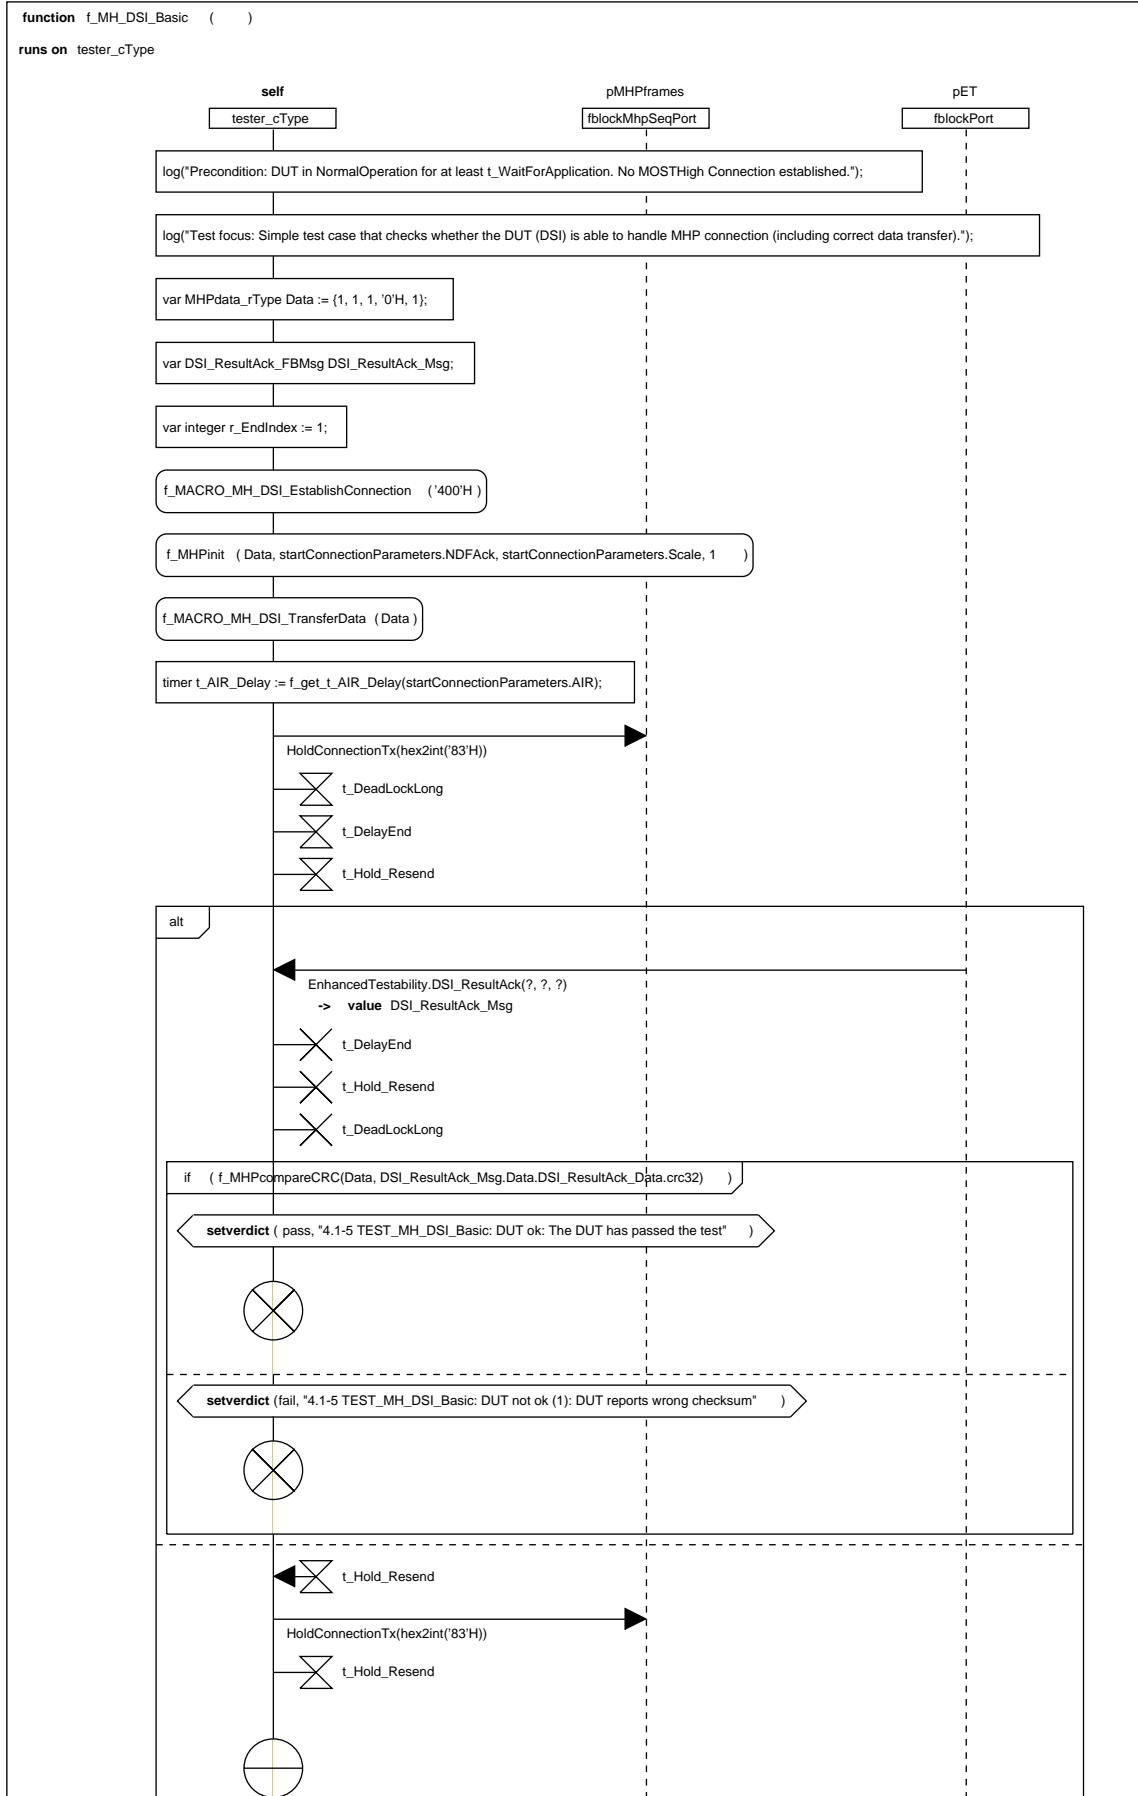 function f_MH_DSI_Basic ( )
runs on tester_cType
self pMHPframes pET
tester_cType fblockMhpSeqPort fblockPort
log("Precondition: DUT in NormalOperation for at least t_WaitForApplication. No MOSTHigh Connection established.");
log("Test focus: Simple test case that checks whether the DUT (DSI) is able to handle MHP connection (including correct data transfer).");
var MHPdata_rType Data := {1, 1, 1, '0'H, 1};
var DSI_ResultAck_FBMsg DSI_ResultAck_Msg;
var integer r_EndIndex := 1;
f_MACRO_MH_DSI_EstablishConnection ('400'H )
f_MHPinit ( Data, startConnectionParameters.NDFAck, startConnectionParameters.Scale, 1 )
f_MACRO_MH_DSI_TransferData ( Data )
timer t_AIR_Delay := f_get_t_AIR_Delay(startConnectionParameters.AIR);
HoldConnectionTx(hex2int('83'H))
t_DeadLockLong
t_DelayEnd
t_Hold_Resend
alt
EnhancedTestability.DSI_ResultAck(?, ?, ?)
-> value DSI_ResultAck_Msg
t_DelayEnd
t_Hold_Resend
t_DeadLockLong
if ( f_MHPcompareCRC(Data, DSI_ResultAck_Msg.Data.DSI_ResultAck_Data.crc32) )
setverdict ( pass, "4.1-5 TEST_MH_DSI_Basic: DUT ok: The DUT has passed the test" )
setverdict (fail, "4.1-5 TEST_MH_DSI_Basic: DUT not ok (1): DUT reports wrong checksum" )
t_Hold_Resend
HoldConnectionTx(hex2int('83'H))
t_Hold_Resend